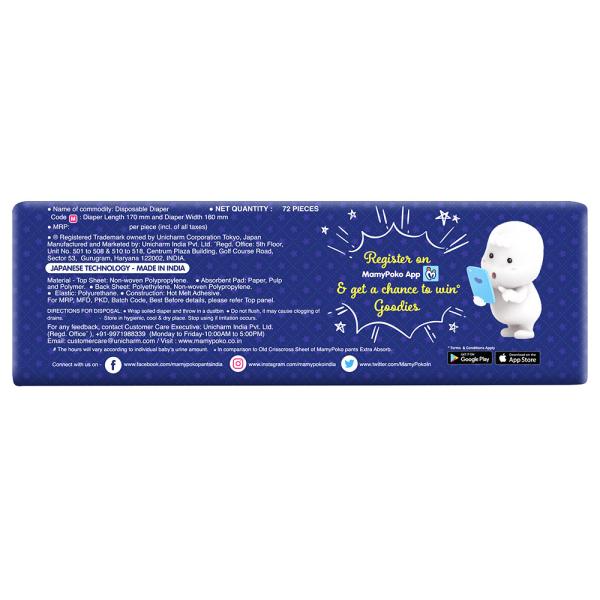 • Name of commodity: Disposable Diaper • NET QUANTITY : 72 PIECES
Code M : Diaper Length 170 mm and Diaper Width 160 mm
• MRP: per piece (incl. of all taxes)
• ® Registered Trademark owned by Unicharm Corporation Tokyo, Japan
Manufactured and Marketed by: Unicharm India Pvt. Ltd. *Regd. Office: 5th Floor,
Unit No. 501 to 508 & 510 to 518, Centrum Plaza Building, Golf Course Road,
Sector 53, Gurugram, Haryana 122002, INDIA.
JAPANESE TECHNOLOGY - MADE IN INDIA
Material - Top Sheet: Non-woven Polypropylene. • Absorbent Pad: Paper, Pulp
and Polymer. • Back Sheet: Polyethylene, Non-woven Polypropylene.
• Elastic: Polyurethane. • Construction: Hot Melt Adhesive.
For MRP, MFD, PKD, Batch Code, Best Before details, please refer Top panel.
DIRECTIONS FOR DISPOSAL: • Wrap soiled diaper and throw in a dustbin • Do not flush, it may cause clogging of
drains. · Store in hygienic, cool & dry place. Stop using if irritation occurs.
For any feedback, contact Customer Care Executive: Unicharm India Pvt. Ltd.
(Regd. Office*), +91-9971988339 (Monday to Friday-10:00AM to 5:00PM)
Email: customercare@unicharm.com / Visit : www.mamypoko.co.in
# The hours will vary according to individual baby's urine amount. • In comparison to Old Crisscross Sheet of MamyPoko pants Extra Absorb.
Connect with us on - f www.facebook.com/mamypokopantsindia www.instagram.com/mamypokoindia www.twitter.com/MamyPokoIn
Register on
MamyPoko App
& get a chance to win*
Goodies.
* Terms & Conditions Apply
GET IT ON
Google Play
Download on the
App Store